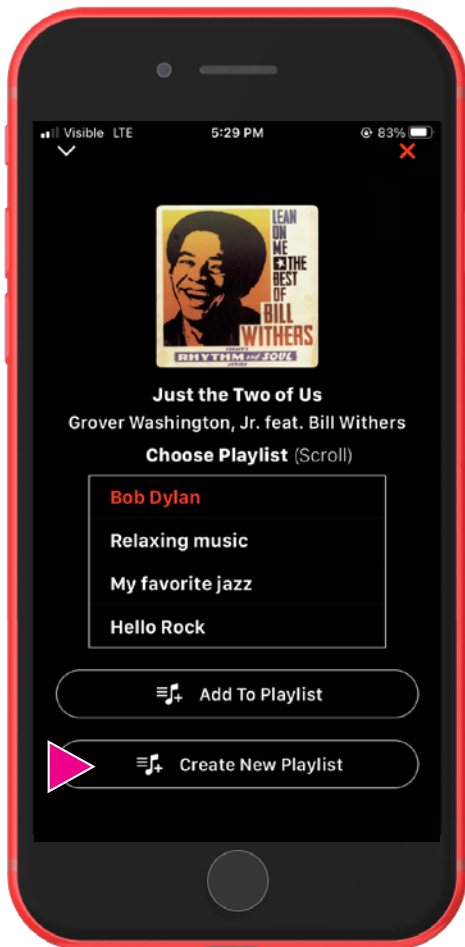 Visible LTE 5:29 PM 83%
LEAN
ON
ME
THE
BEST
OF
BILL
WITHERS
RHYTHM and SOUL
Just the Two of Us
Grover Washington, Jr. feat. Bill Withers
Choose Playlist (Scroll)
Bob Dylan
Relaxing music
My favorite jazz
Hello Rock
Add To Playlist
Create New Playlist